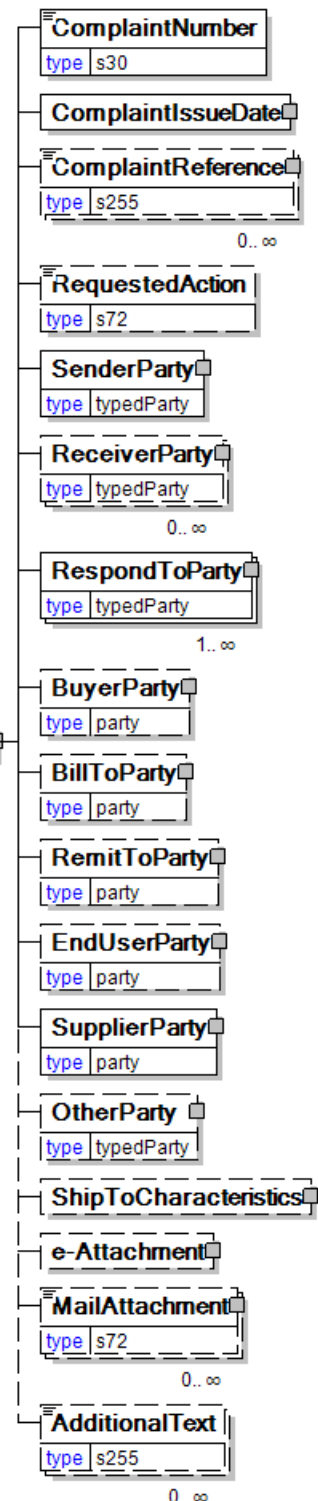 ComplaintNumber
type s30
ComplaintIssueDate
ComplaintReference
type s255
0.. ∞
RequestedAction
type s72
SenderParty
type typedParty
ReceiverParty
type typedParty
0.. ∞
RespondToParty
type typedParty
1.. ∞
BuyerParty
type party
BillToParty
type party
RemitToParty
type party
EndUserParty
type party
SupplierParty
type party
OtherParty
type typedParty
ShipToCharacteristics
e-Attachment
MailAttachment
type s72
0.. ∞
AdditionalText
type s255
0.. ∞